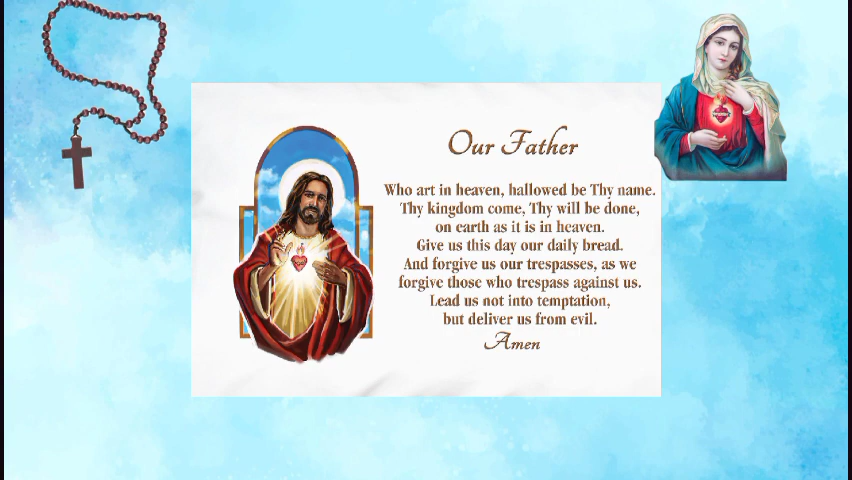 Our Father
Who art in heaven, hallowed be Thy name.
Thy kingdom come, Thy will be done,
on earth as it is in heaven.
Give us this day our daily bread.
And forgive us our trespasses, as we
forgive those who trespass against us.
Lead us not into temptation,
but deliver us from evil.
Amen